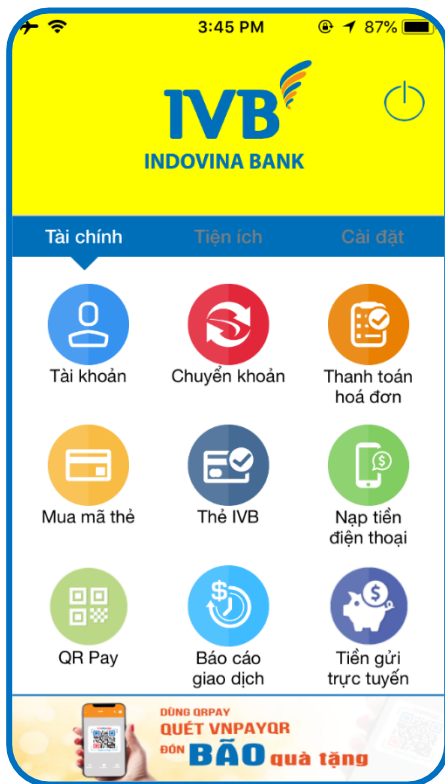 3:45 PM
87%
IVB
INDOVINA BANK
Tài chính
Tiện ích
Cài đặt
Tài khoản
Chuyển khoản
Thanh toán
hoá đơn
Mua mã thẻ
Thẻ IVB
Nạp tiền
điện thoại
QR Pay
Báo cáo
giao dịch
Tiền gửi
trực tuyến
DÙNG QRPAY
QUÉT VNPAYQR
ĐÓN BÃO quà tặng